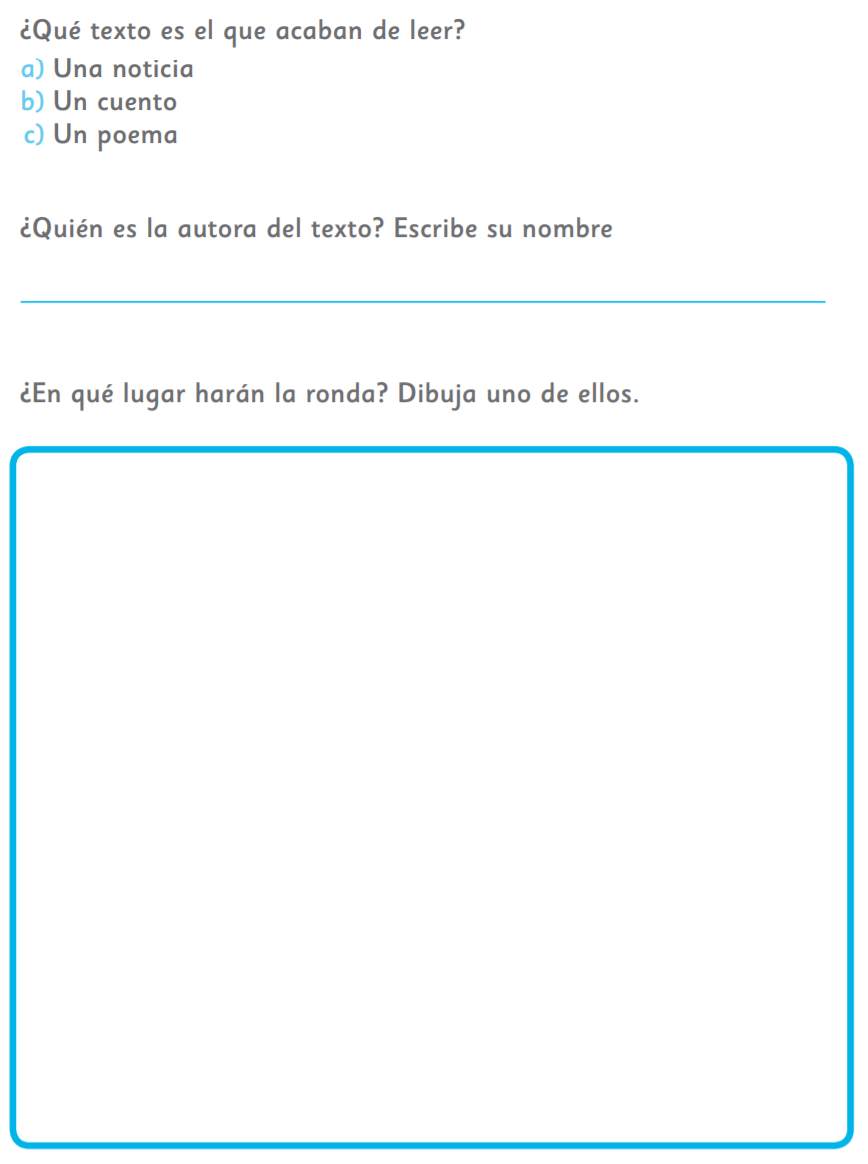 ¿Qué texto es el que acaban de leer?
a) Una noticia
b) Un cuento
c) Un poema
¿Quién es la autora del texto? Escribe su nombre
¿En qué lugar harán la ronda? Dibuja uno de ellos.